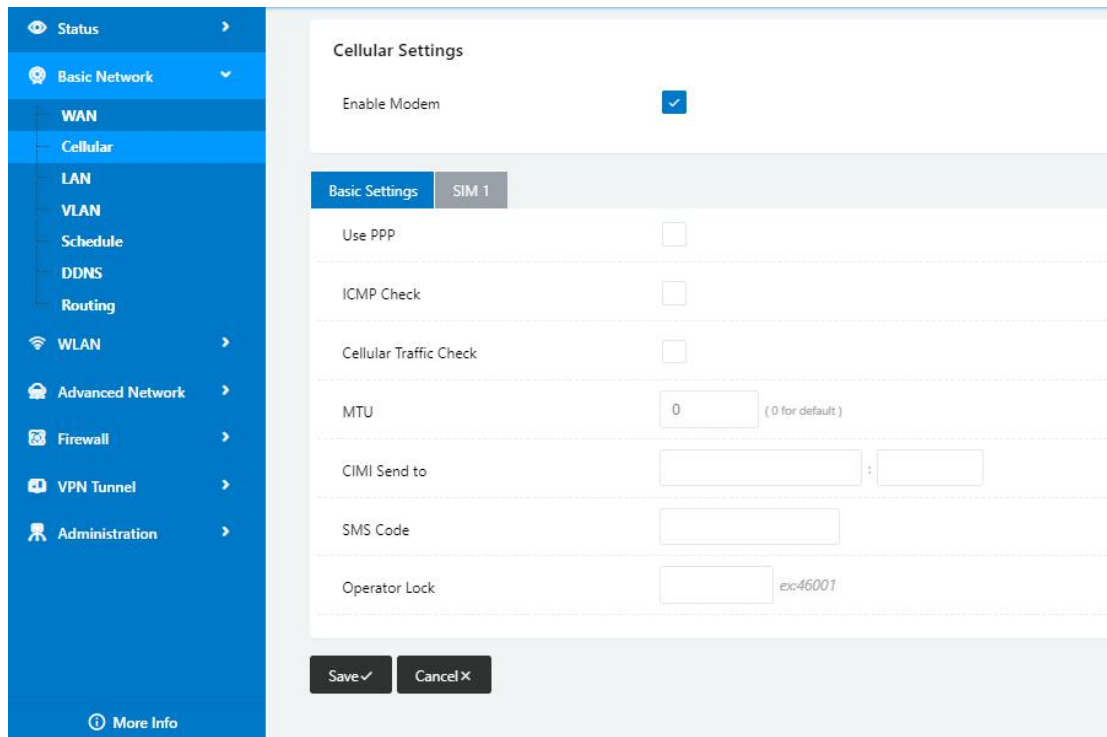 Status
Basic Network
WAN
Cellular
LAN
VLAN
Schedule
DDNS
Routing
WLAN
Advanced Network
Firewall
VPN Tunnel
Administration
More Info
Cellular Settings
Enable Modem
Basic Settings SIM 1
Use PPP
ICMP Check
Cellular Traffic Check
MTU 0 ( 0 for default )
CIMI Send to :
SMS Code
Operator Lock ex:46001
Save Cancel